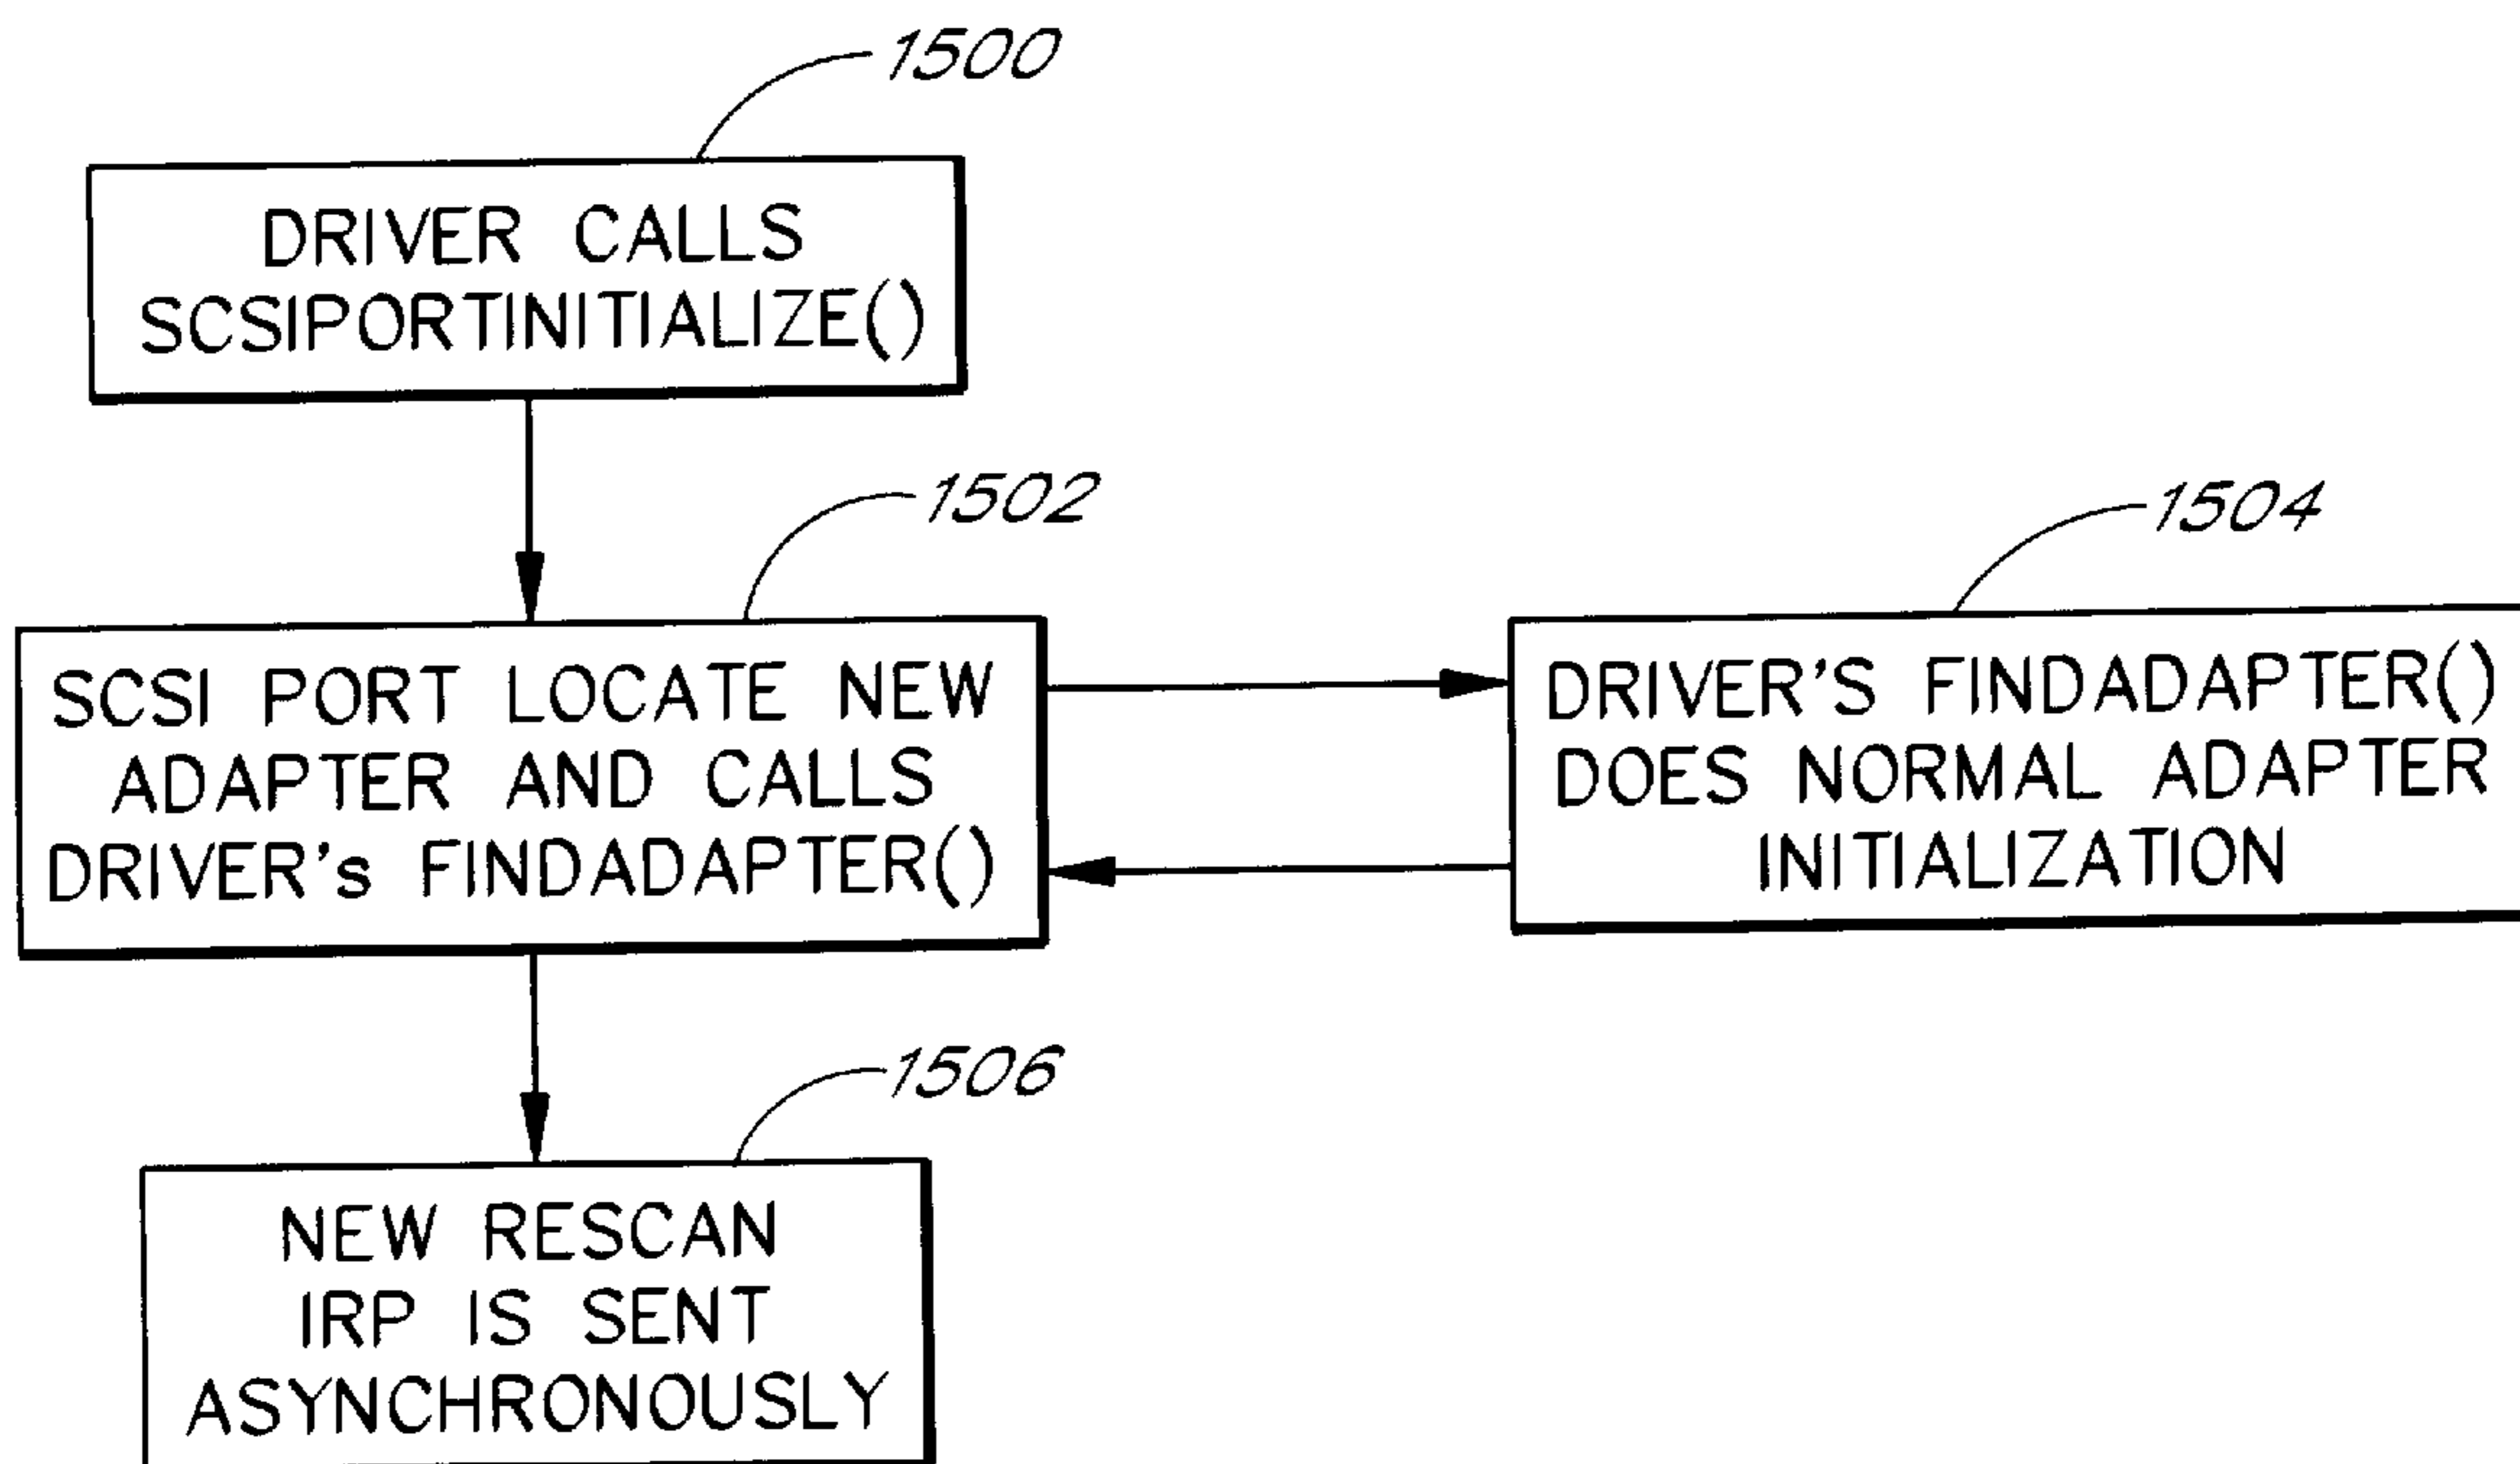 1500
DRIVER CALLS
SCSIPORTINITIALIZE()
1502
SCSI PORT LOCATE NEW
ADAPTER AND CALLS
DRIVER's FINDADAPTER()
1504
DRIVER'S FINDADAPTER()
DOES NORMAL ADAPTER
INITIALIZATION
1506
NEW RESCAN
IRP IS SENT
ASYNCHRONOUSLY